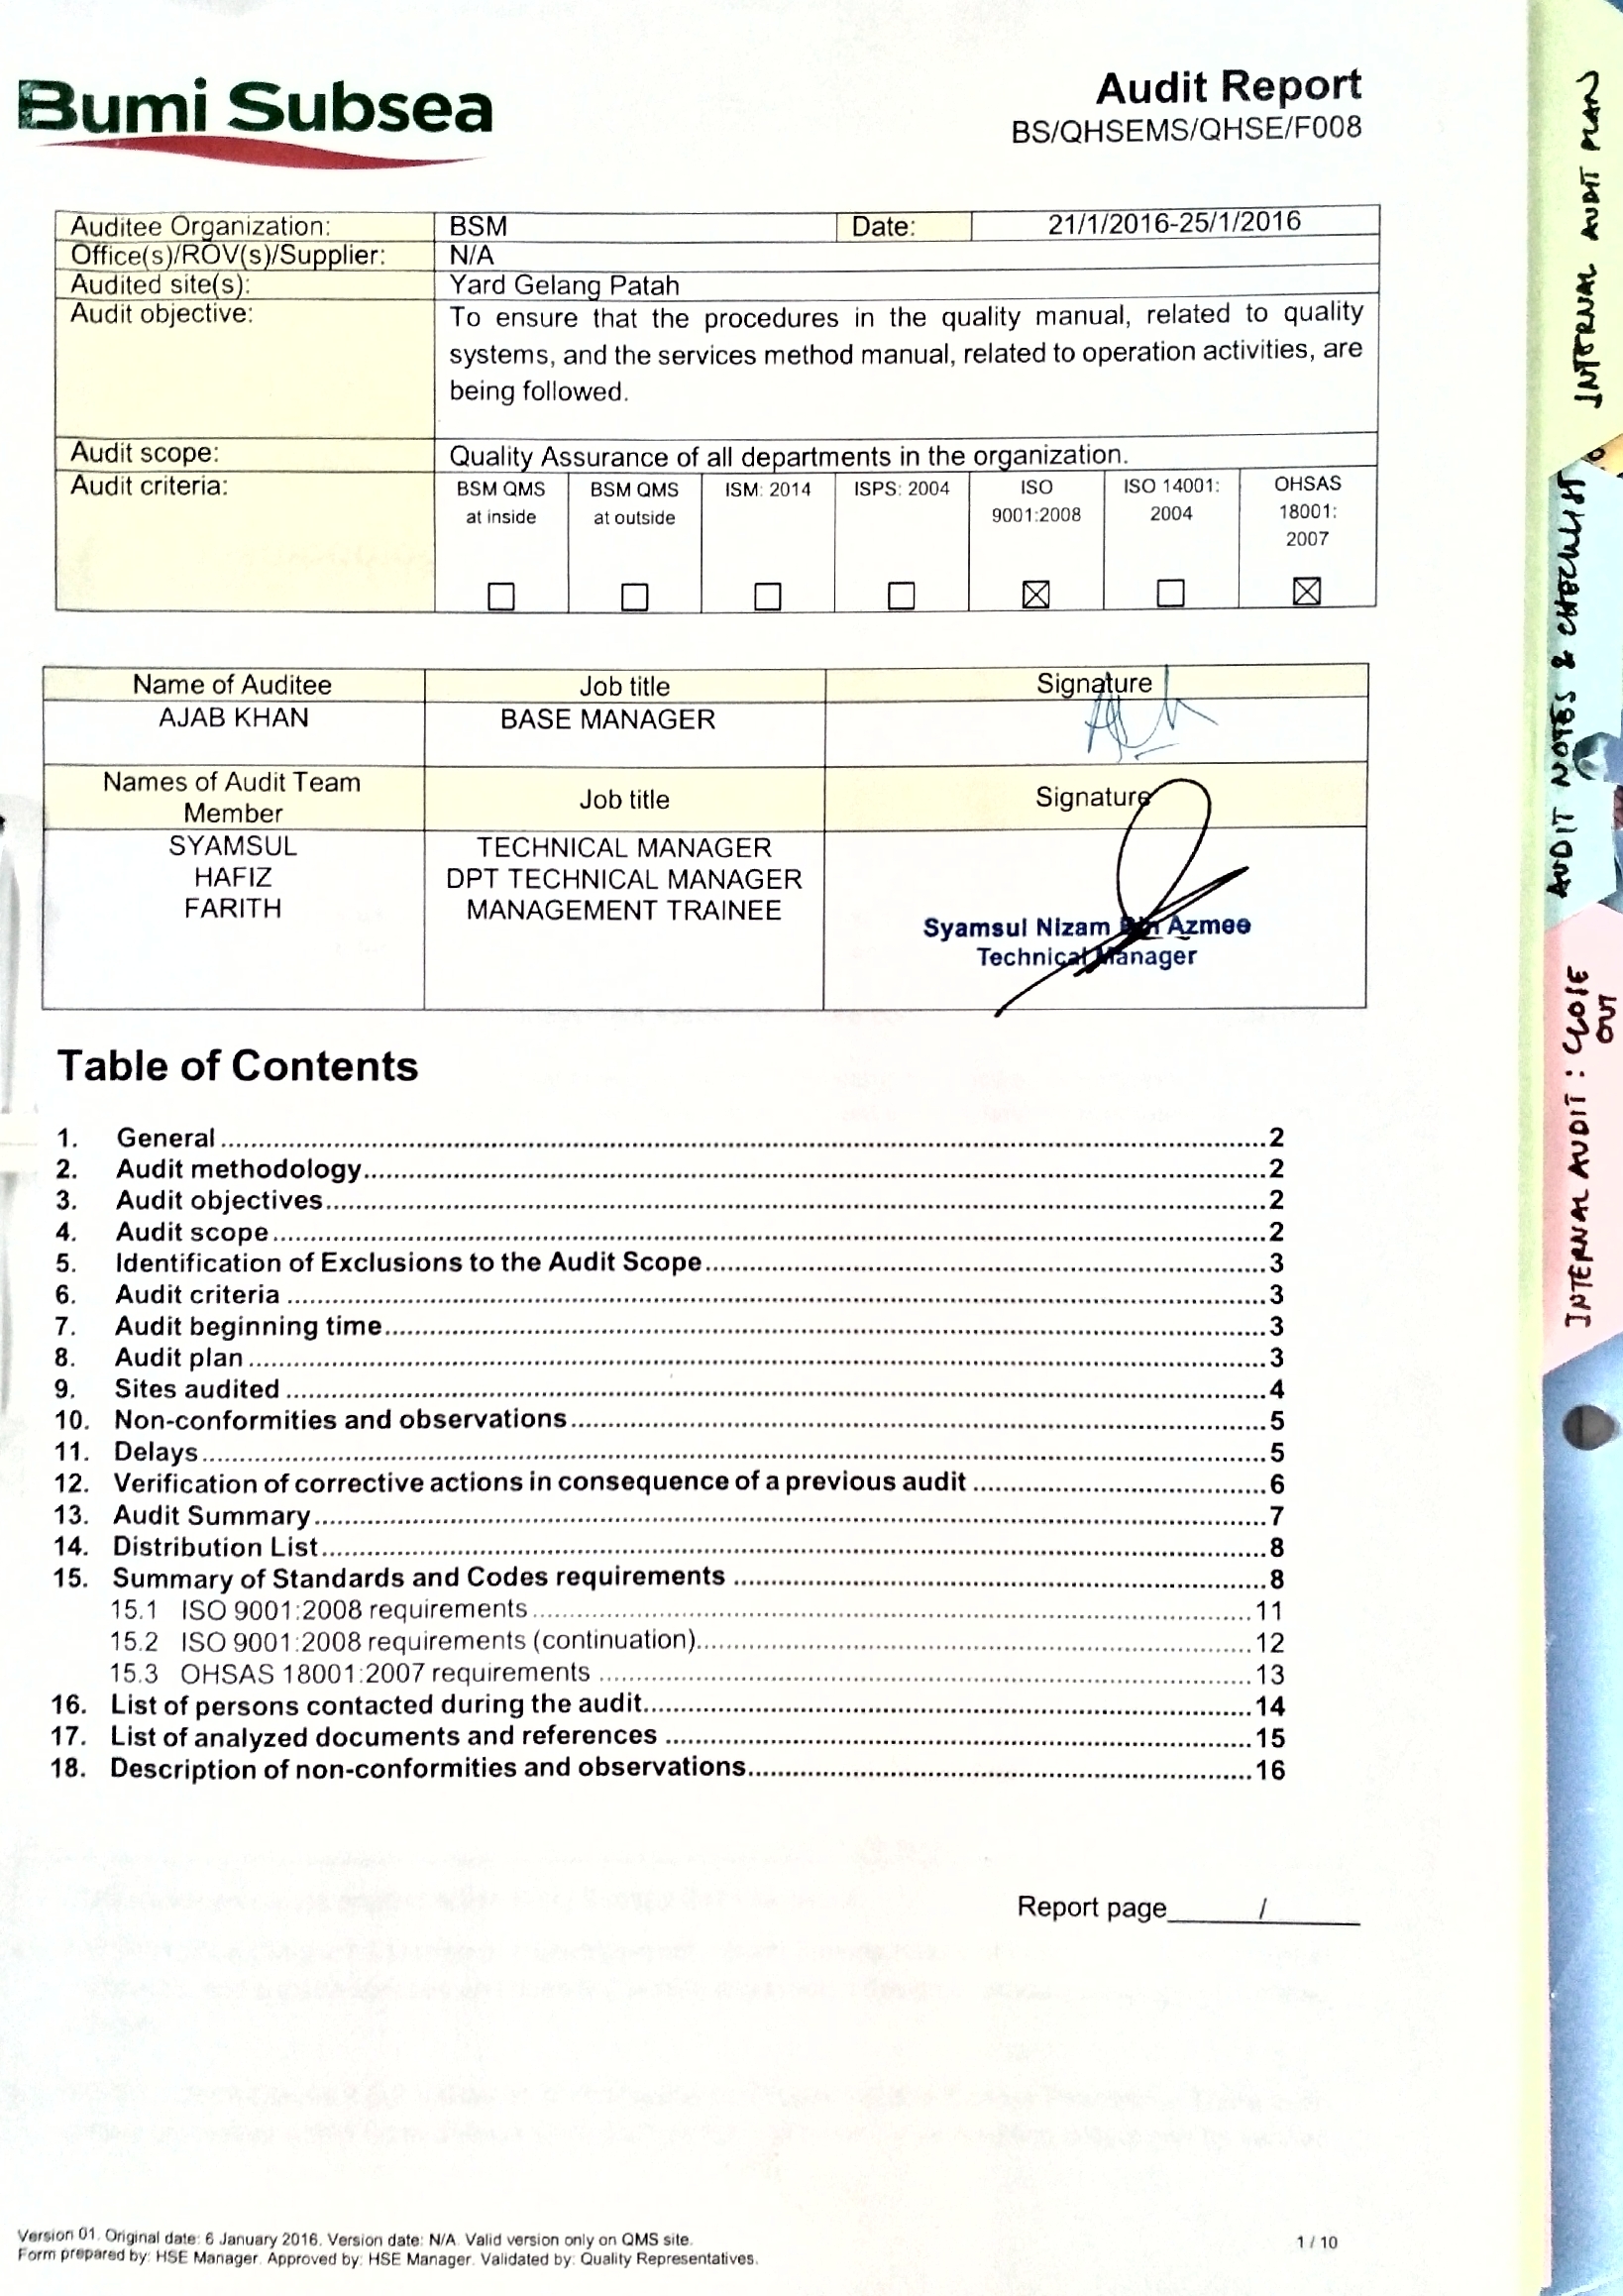 Bumi Subsea
Audit Report
BS/QHSEMS/QHSE/F008
Auditee Organization: BSM Date: 21/1/2016-25/1/2016
Office(s)/ROV(s)/Supplier: N/A
Audited site(s): Yard Gelang Patah
Audit objective: To ensure that the procedures in the quality manual, related to quality
systems, and the services method manual, related to operation activities, are
being followed.
Audit scope: Quality Assurance of all departments in the organization.
Audit criteria: BSM QMS BSM QMS ISM: 2014 ISPS: 2004 ISO ISO 14001: OHSAS
at inside at outside 9001:2008 2004 18001:
2007
☐ ☐ ☐ ☐ ☒ ☐ ☒
Name of Auditee Job title Signature
AJAB KHAN BASE MANAGER
Names of Audit Team Job title Signature
Member
SYAMSUL TECHNICAL MANAGER
HAFIZ DPT TECHNICAL MANAGER
FARITH MANAGEMENT TRAINEE
Syamsul Nizam Bin Azmee
Technical Manager
Table of Contents
1. General 2
2. Audit methodology 2
3. Audit objectives 2
4. Audit scope 2
5. Identification of Exclusions to the Audit Scope 3
6. Audit criteria 3
7. Audit beginning time 3
8. Audit plan 3
9. Sites audited 4
10. Non-conformities and observations 5
11. Delays 5
12. Verification of corrective actions in consequence of a previous audit 6
13. Audit Summary 7
14. Distribution List 8
15. Summary of Standards and Codes requirements 8
15.1 ISO 9001:2008 requirements 11
15.2 ISO 9001:2008 requirements (continuation) 12
15.3 OHSAS 18001:2007 requirements 13
16. List of persons contacted during the audit 14
17. List of analyzed documents and references 15
18. Description of non-conformities and observations 16
Report page /
Version 01. Original date: 6 January 2016. Version date: N/A. Valid version only on QMS site.
Form prepared by: HSE Manager. Approved by: HSE Manager. Validated by: Quality Representatives.
1 / 10
INTERNAL AUDIT PLAN
AUDIT NOTES & CHECKLIST
INTERNAL AUDIT : CLOSE
OUT